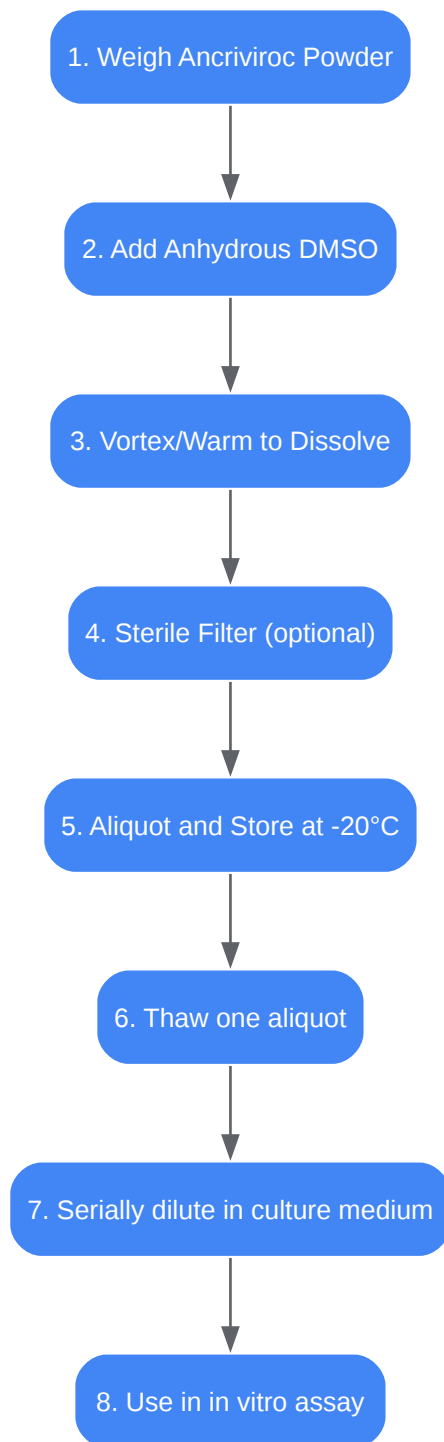 1. Weigh Ancriviroc Powder
2. Add Anhydrous DMSO
3. Vortex/Warm to Dissolve
4. Sterile Filter (optional)
5. Aliquot and Store at -20°C
6. Thaw one aliquot
7. Serially dilute in culture medium
8. Use in in vitro assay